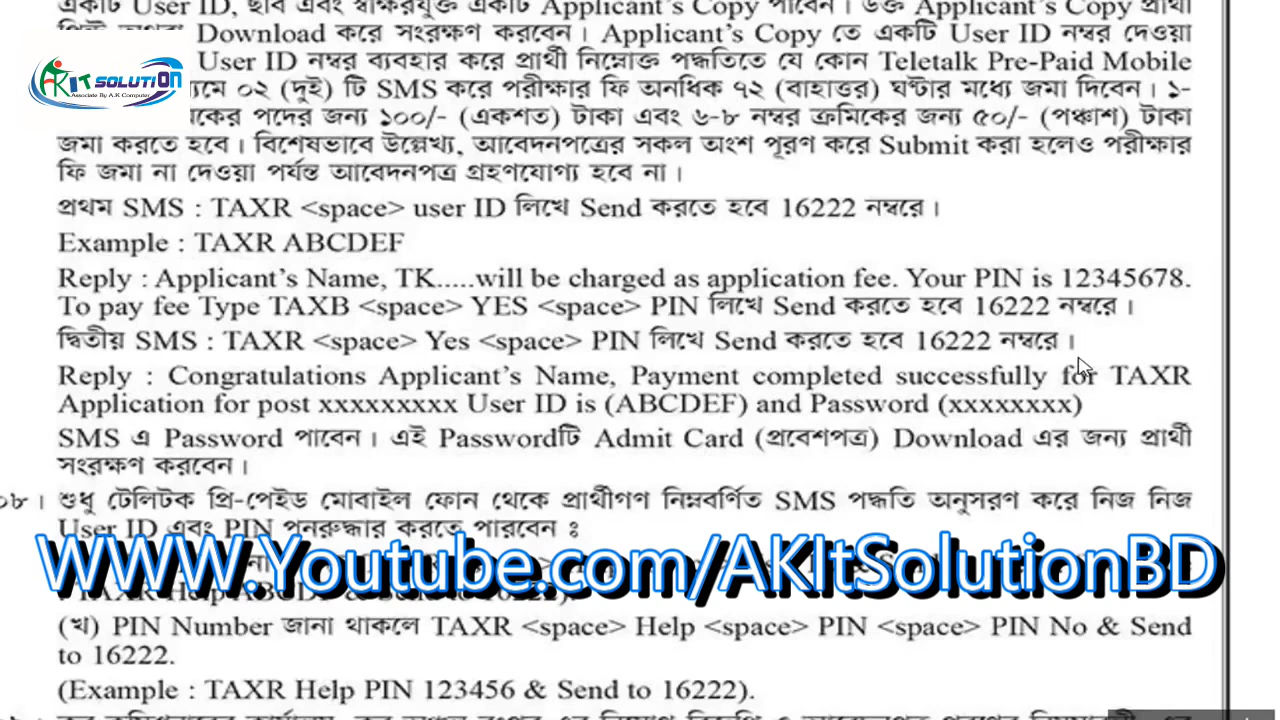 একটি User ID, ছবি এবং স্বাক্ষরযুক্ত একটি Applicant's Copy পাবেন। উক্ত Applicant's Copy প্রার্থী
Download করে সংরক্ষণ করবেন। Applicant's Copy তে একটি User ID নম্বর দেওয়া
User ID নম্বর ব্যবহার করে প্রার্থী নিম্নোক্ত পদ্ধতিতে যে কোন Teletalk Pre-Paid Mobile
IT SOLUTION
Associate By A.K Computer
০২ (দুই) টি SMS করে পরীক্ষার ফি অনধিক ৭২ (বাহাত্তর) ঘণ্টার মধ্যে জমা দিবেন। ১-
পদের জন্য ১০০/- (একশত) টাকা এবং ৬-৮ নম্বর ক্রমিকের জন্য ৫০/- (পঞ্চাশ) টাকা
জমা করতে হবে। বিশেষভাবে উল্লেখ্য, আবেদনপত্রের সকল অংশ পূরণ করে Submit করা হলেও পরীক্ষার
ফি জমা না দেওয়া পর্যন্ত আবেদনপত্র গ্রহণযোগ্য হবে না।
প্রথম SMS : TAXR <space> user ID লিখে Send করতে হবে 16222 নম্বরে।
Example : TAXR ABCDEF
Reply : Applicant's Name, TK.....will be charged as application fee. Your PIN is 12345678.
To pay fee Type TAXB <space> YES <space> PIN লিখে Send করতে হবে 16222 নম্বরে।
দ্বিতীয় SMS : TAXR <space> Yes <space> PIN লিখে Send করতে হবে 16222 নম্বরে।
Reply : Congratulations Applicant's Name, Payment completed successfully for TAXR
Application for post xxxxxxxxx User ID is (ABCDEF) and Password (xxxxxxxx)
SMS এ Password পাবেন। এই Passwordটি Admit Card (প্রবেশপত্র) Download এর জন্য প্রার্থী
সংরক্ষণ করবেন।
০৮। শুধু টেলিটক প্রি-পেইড মোবাইল ফোন থেকে প্রার্থীগণ নিম্নবর্ণিত SMS পদ্ধতি অনুসরণ করে নিজ নিজ
User ID এবং PIN পুনরুদ্ধার করতে পারবেন ঃ
WWW.Youtube.com/AKItSolutionBD
(খ) PIN Number জানা থাকলে TAXR <space> Help <space> PIN <space> PIN No & Send
to 16222.
(Example : TAXR Help PIN 123456 & Send to 16222).